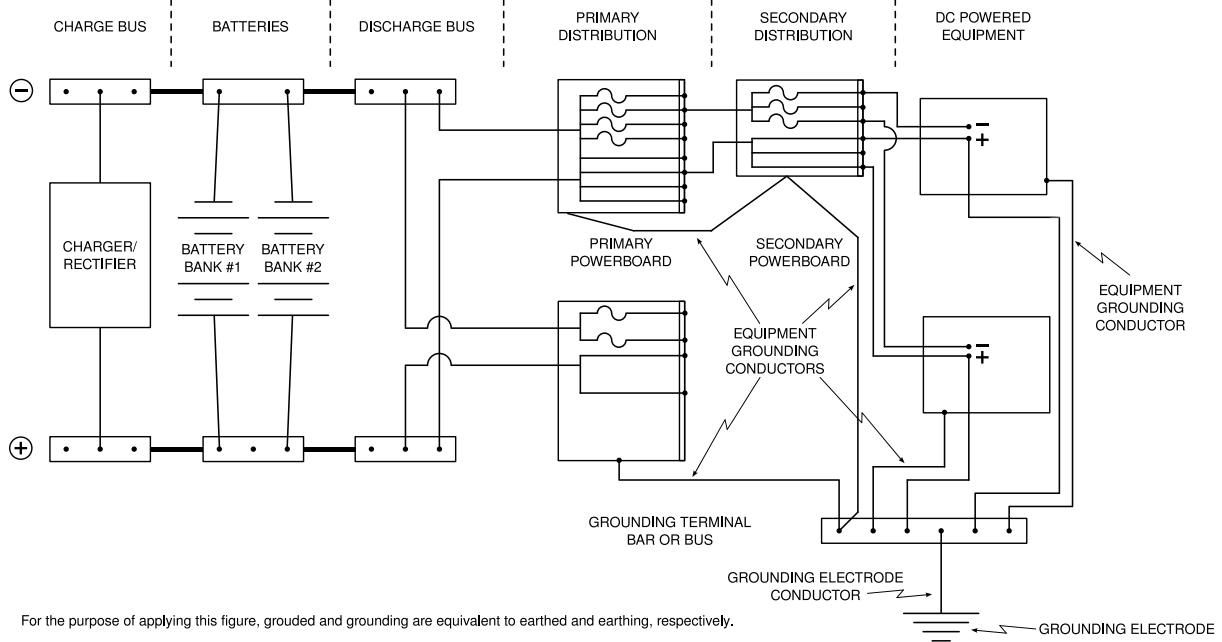 CHARGE BUS
BATTERIES
DISCHARGE BUS
PRIMARY
DISTRIBUTION
SECONDARY
DISTRIBUTION
DC POWERED
EQUIPMENT
−
−
+
CHARGER/
RECTIFIER
BATTERY
BANK #1
BATTERY
BANK #2
PRIMARY
POWERBOARD
SECONDARY
POWERBOARD
EQUIPMENT
GROUNDING
CONDUCTOR
EQUIPMENT
GROUNDING
CONDUCTORS
−
+
+
GROUNDING TERMINAL
BAR OR BUS
GROUNDING ELECTRODE
CONDUCTOR
For the purpose of applying this figure, grouded and grounding are equivalent to earthed and earthing, respectively.
GROUNDING ELECTRODE